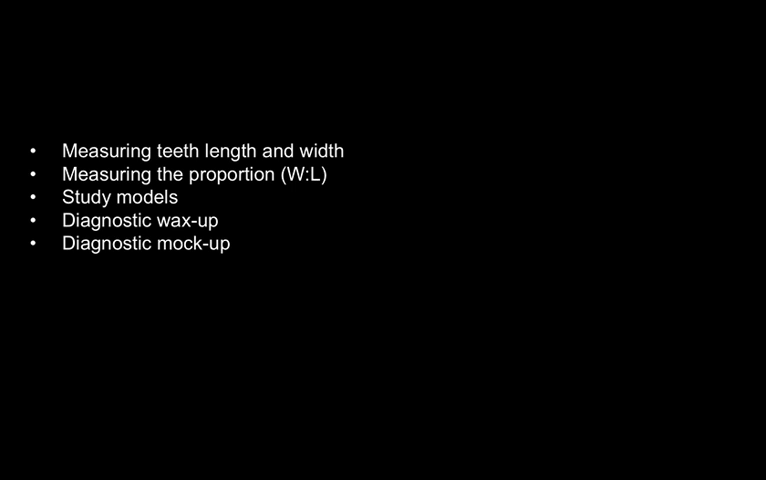 • Measuring teeth length and width
• Measuring the proportion (W:L)
• Study models
• Diagnostic wax-up
• Diagnostic mock-up